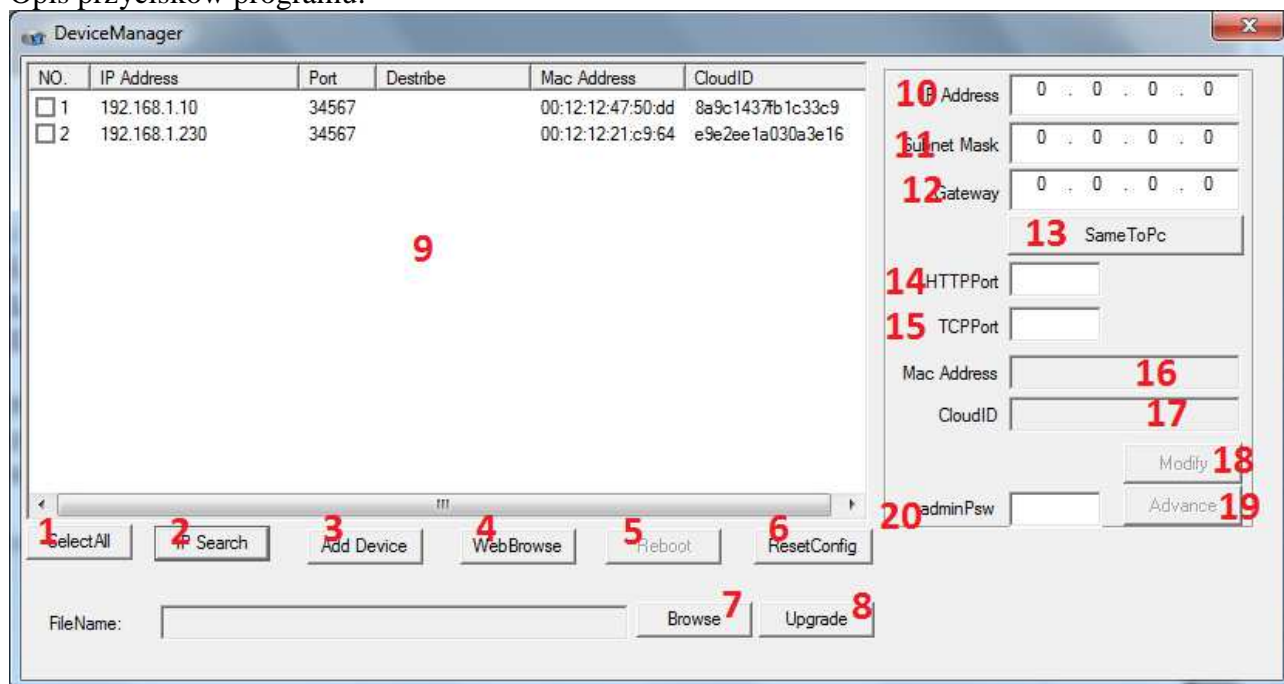 Opis przycisków programu:
DeviceManager
NO. IP Address Port Destribe Mac Address CloudID
1 192.168.1.10 34567 00:12:12:47:50:dd 8a9c1437fb1c33c9
2 192.168.1.230 34567 00:12:12:21:c9:64 e9e2ee1a030a3e16
9
10 IP Address 0 . 0 . 0 . 0
11 Subnet Mask 0 . 0 . 0 . 0
12 Gateway 0 . 0 . 0 . 0
13 SameToPc
14 HTTPPort
15 TCPPort
Mac Address 16
CloudID 17
Modify 18
20 adminPsw Advance 19
1 SelectAll 2 IP Search 3 Add Device 4 WebBrowse 5 Reboot 6 ResetConfig
FileName: Browse 7 Upgrade 8